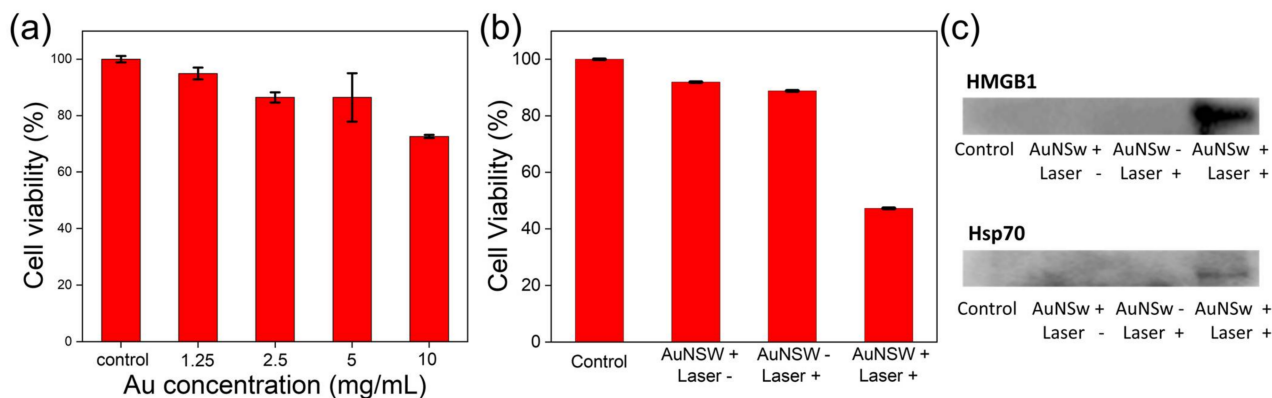 (a)
Cell viability (%)
100
80
60
40
20
0
control 1.25 2.5 5 10
Au concentration (mg/mL)
(b)
Cell Viability (%)
100
80
60
40
20
0
Control AuNSW + AuNSW - AuNSW +
Laser - Laser + Laser +
(c)
HMGB1
Control AuNSw + AuNSw - AuNSw +
Laser - Laser + Laser +
Hsp70
Control AuNSw + AuNSw - AuNSw +
Laser - Laser + Laser +